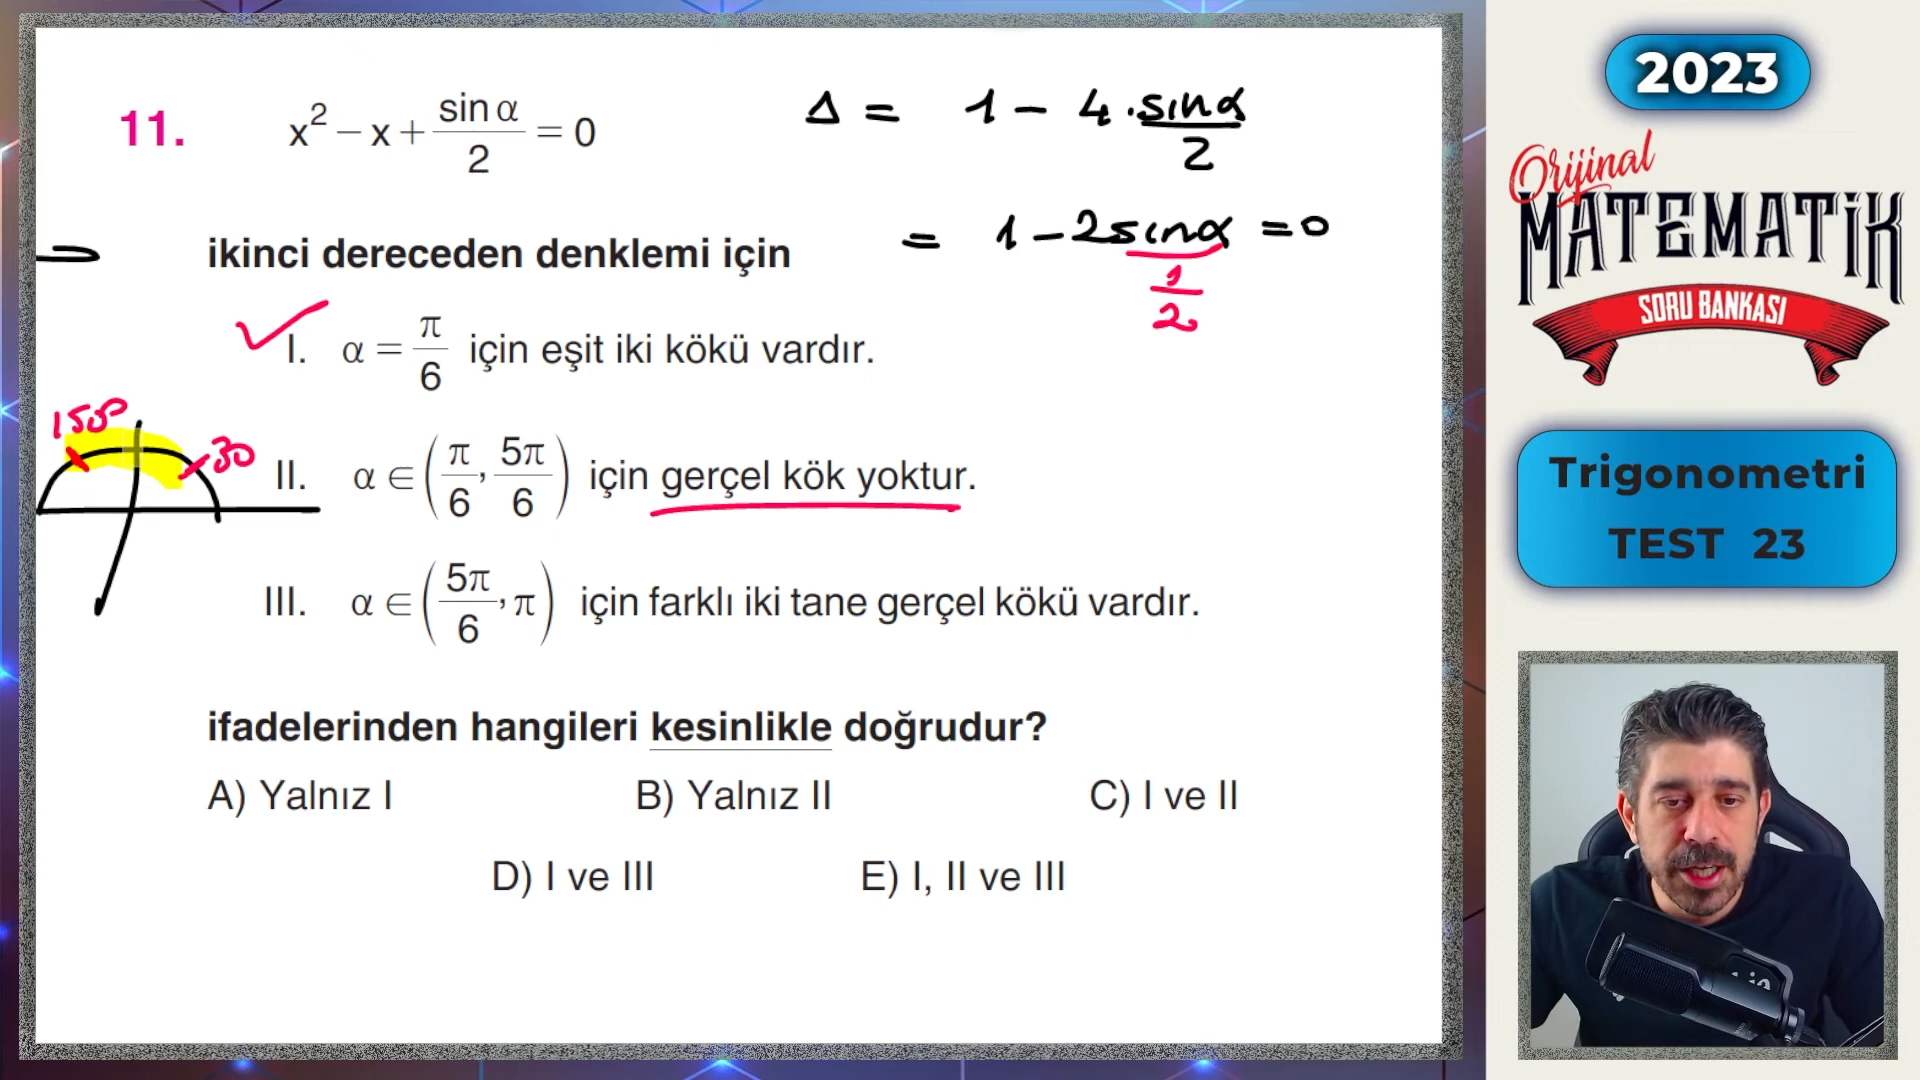 11. x² − x + sin α / 2 = 0
ikinci dereceden denklemi için
I. α = π/6 için eşit iki kökü vardır.
II. α ∈ (π/6, 5π/6) için gerçel kök yoktur.
III. α ∈ (5π/6, π) için farklı iki tane gerçel kökü vardır.
ifadelerinden hangileri kesinlikle doğrudur?
A) Yalnız I B) Yalnız II C) I ve II
D) I ve III E) I, II ve III
Δ = 1 − 4 · sinα / 2
= 1 − 2sinα = 0
1/2
150
30
2023
Orijinal
MATEMATİK
SORU BANKASI
Trigonometri
TEST 23